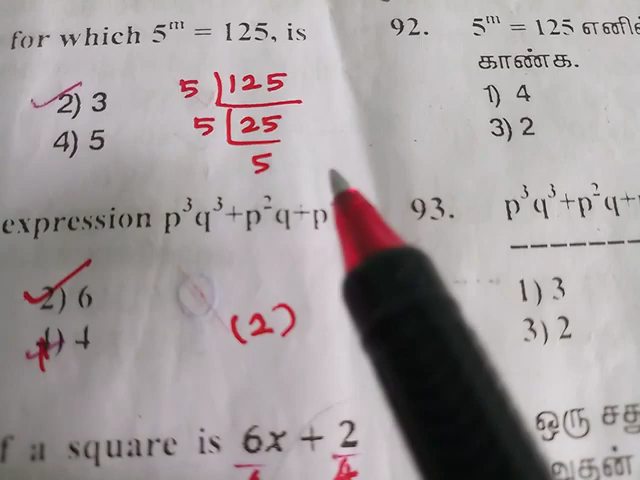 for which 5ᵐ = 125, is
2) 3
4) 5
5 125
5 25
5
expression p³q³+p²q+p
2) 6
4) 4
(2)
a square is 6x + 2
92. 5ᵐ = 125
காண்க.
1) 4
3) 2
93. p³q³+p²q+
1) 3
3) 2
ஒரு